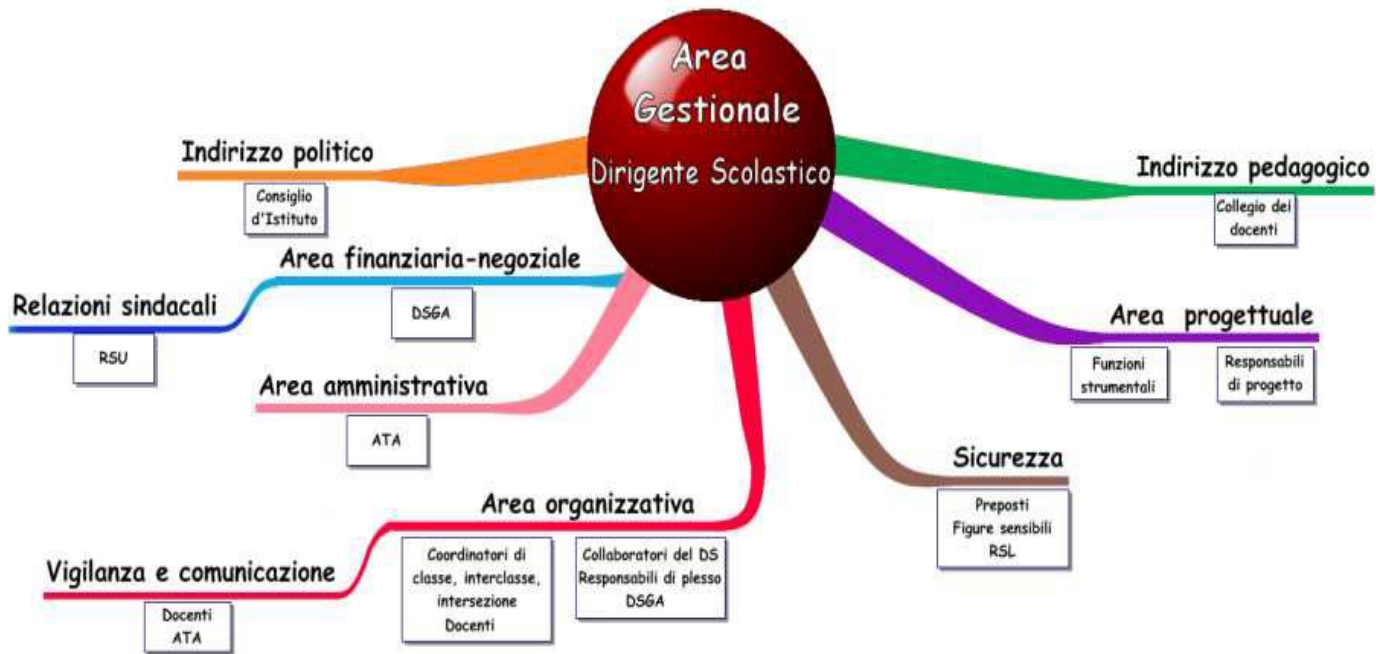 Area
Gestionale
Dirigente Scolastico
Indirizzo politico
Consiglio
d'Istituto
Indirizzo pedagogico
Collegio dei
docenti
Area finanziaria-negoziale
DSGA
Relazioni sindacali
RSU
Area progettuale
Funzioni
strumentali
Responsabili
di progetto
Area amministrativa
ATA
Sicurezza
Preposti
Figure sensibili
RSL
Area organizzativa
Coordinatori di
classe, interclasse,
intersezione
Docenti
Collaboratori del DS
Responsabili di plesso
DSGA
Vigilanza e comunicazione
Docenti
ATA